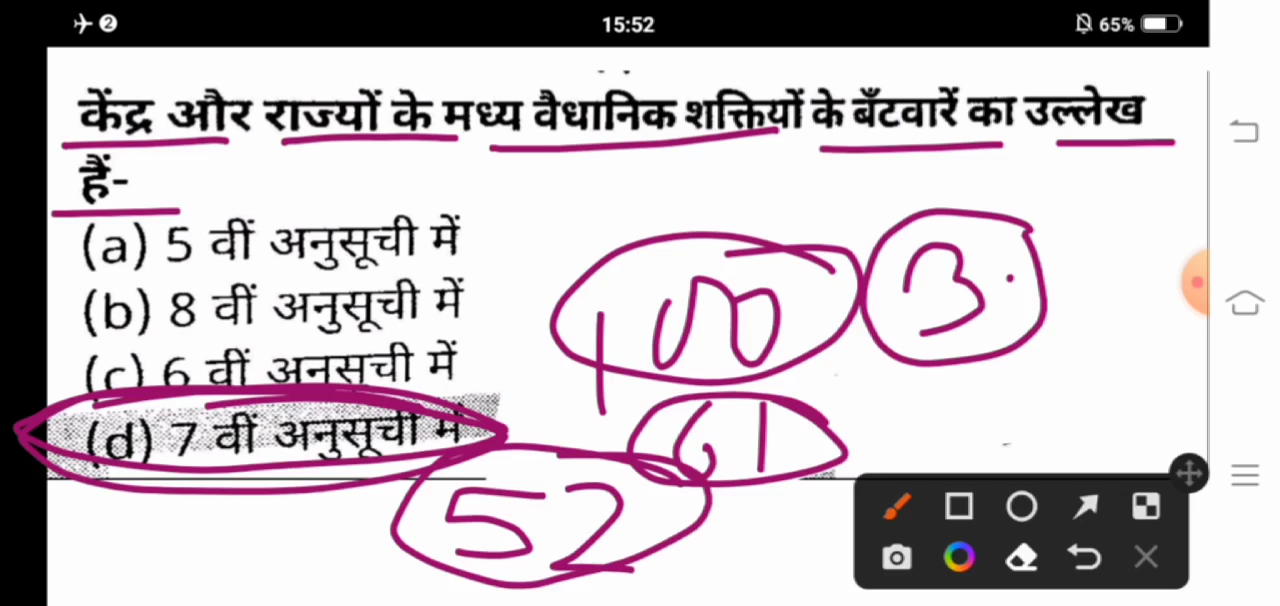 2 15:52 65%
केंद्र और राज्यों के मध्य वैधानिक शक्तियों के बँटवारें का उल्लेख
हैं-
(a) 5 वीं अनुसूची में
(b) 8 वीं अनुसूची में
(c) 6 वीं अनुसूची में
(d) 7 वीं अनुसूची में
100 3
61
52